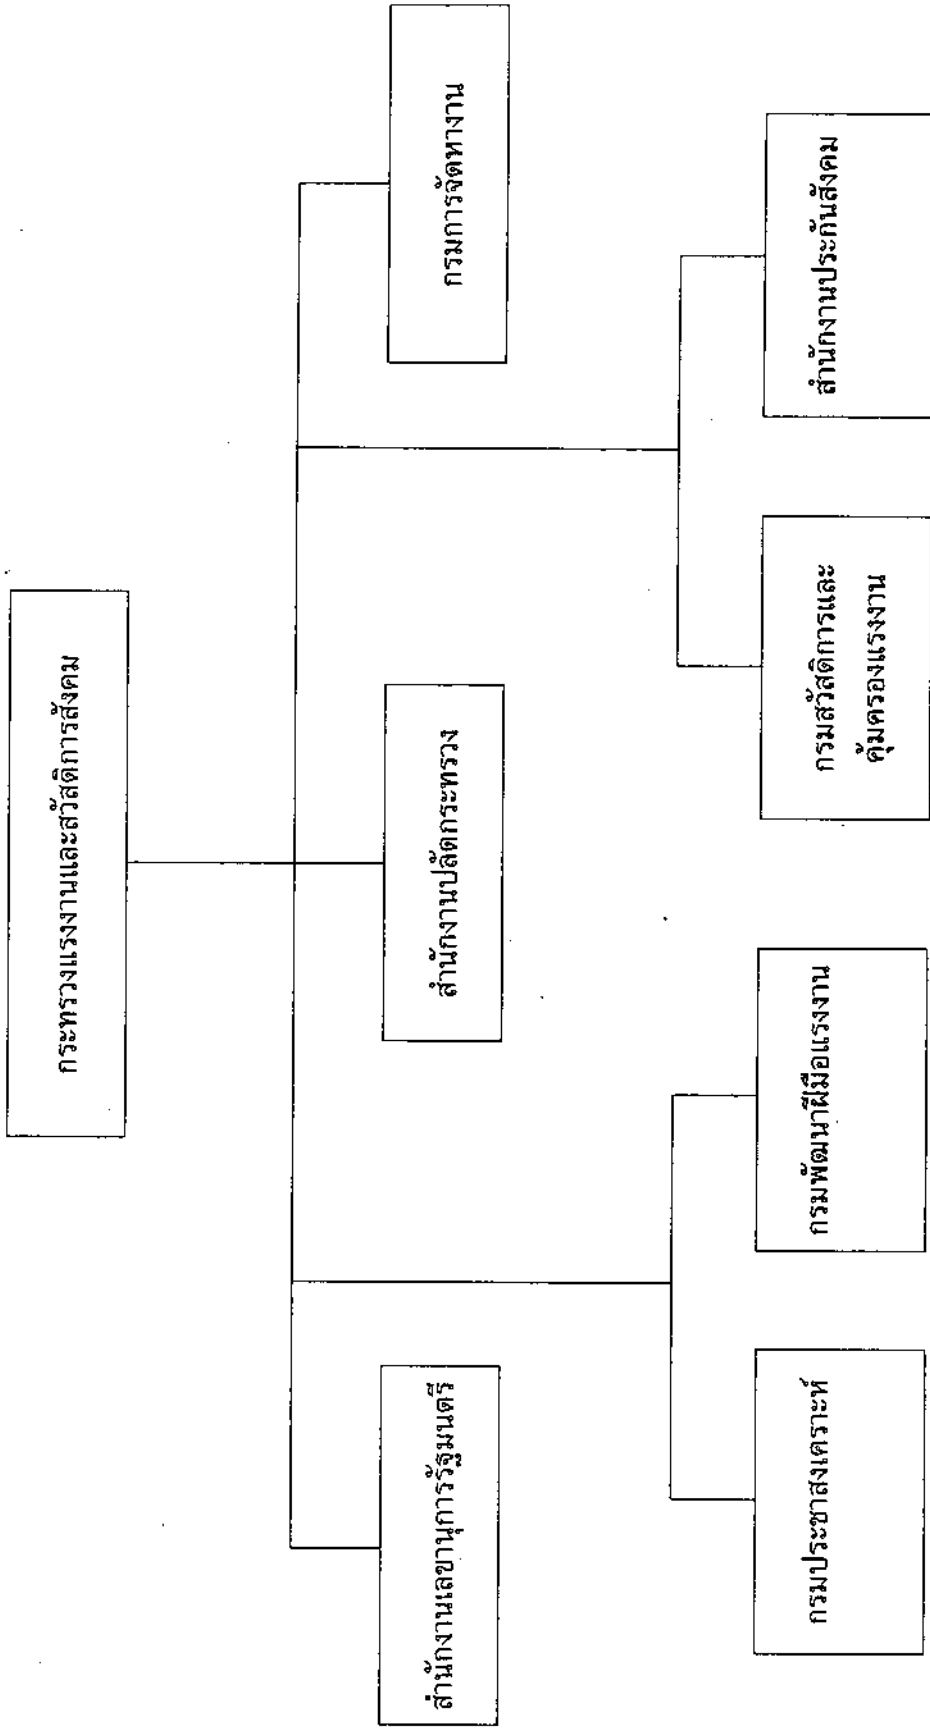 กระทรวงแรงงานและสวัสดิการสังคม
สำนักงานเลขานุการรัฐมนตรี
สำนักงานปลัดกระทรวง
กรมการจัดหางาน
กรมประชาสงเคราะห์
กรมพัฒนาฝีมือแรงงาน
กรมสวัสดิการและ
คุ้มครองแรงงาน
สำนักงานประกันสังคม